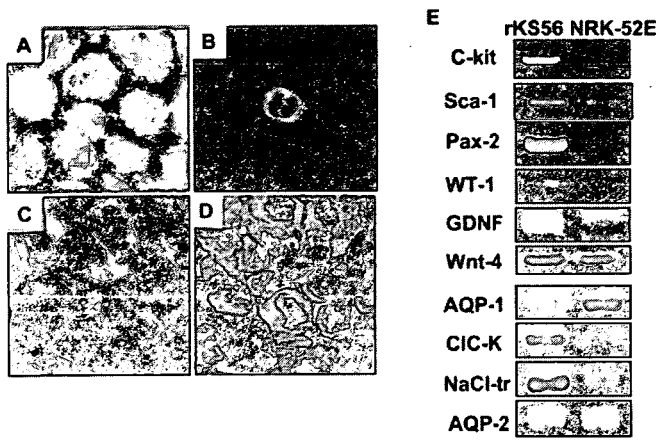 A
B
C
D
E
rKS56 NRK-52E
C-kit
Sca-1
Pax-2
WT-1
GDNF
Wnt-4
AQP-1
ClC-K
NaCl-tr
AQP-2